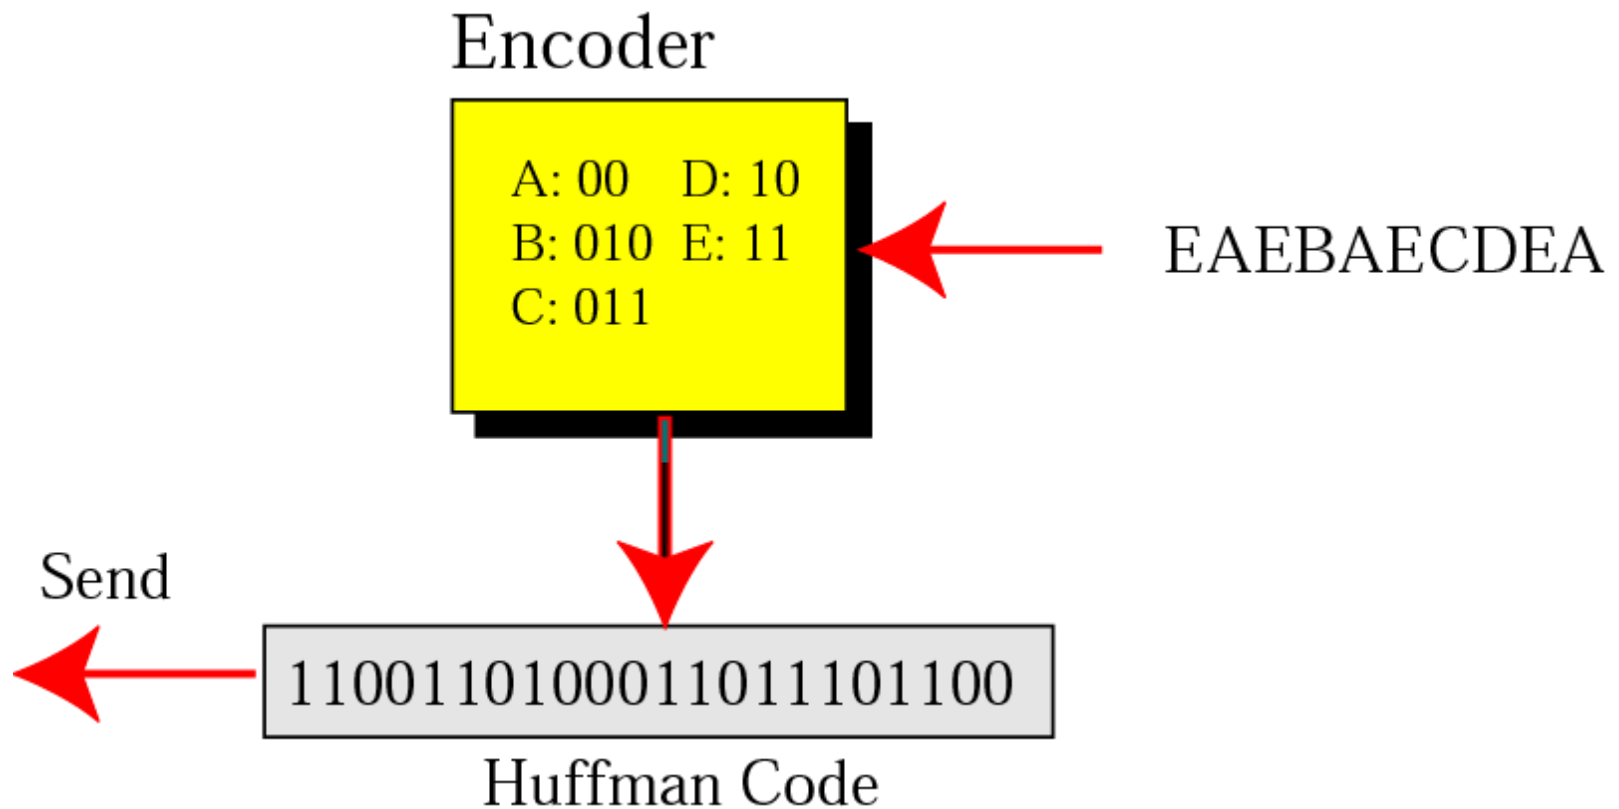 Encoder
A: 00 D: 10
B: 010 E: 11
C: 011
EAEBAECDEA
Send
1100110100011011101100
Huffman Code